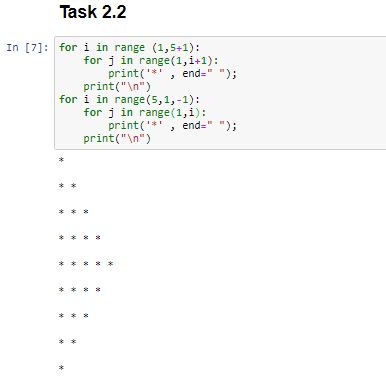 Task 2.2
In [7]: for i in range (1,5+1):
    for j in range(1,i+1):
        print('*' , end=" ");
    print("\n")
for i in range(5,1,-1):
    for j in range(1,i):
        print('*' , end=" ");
    print("\n")
*
* *
* * *
* * * *
* * * * *
* * * *
* * *
* *
*